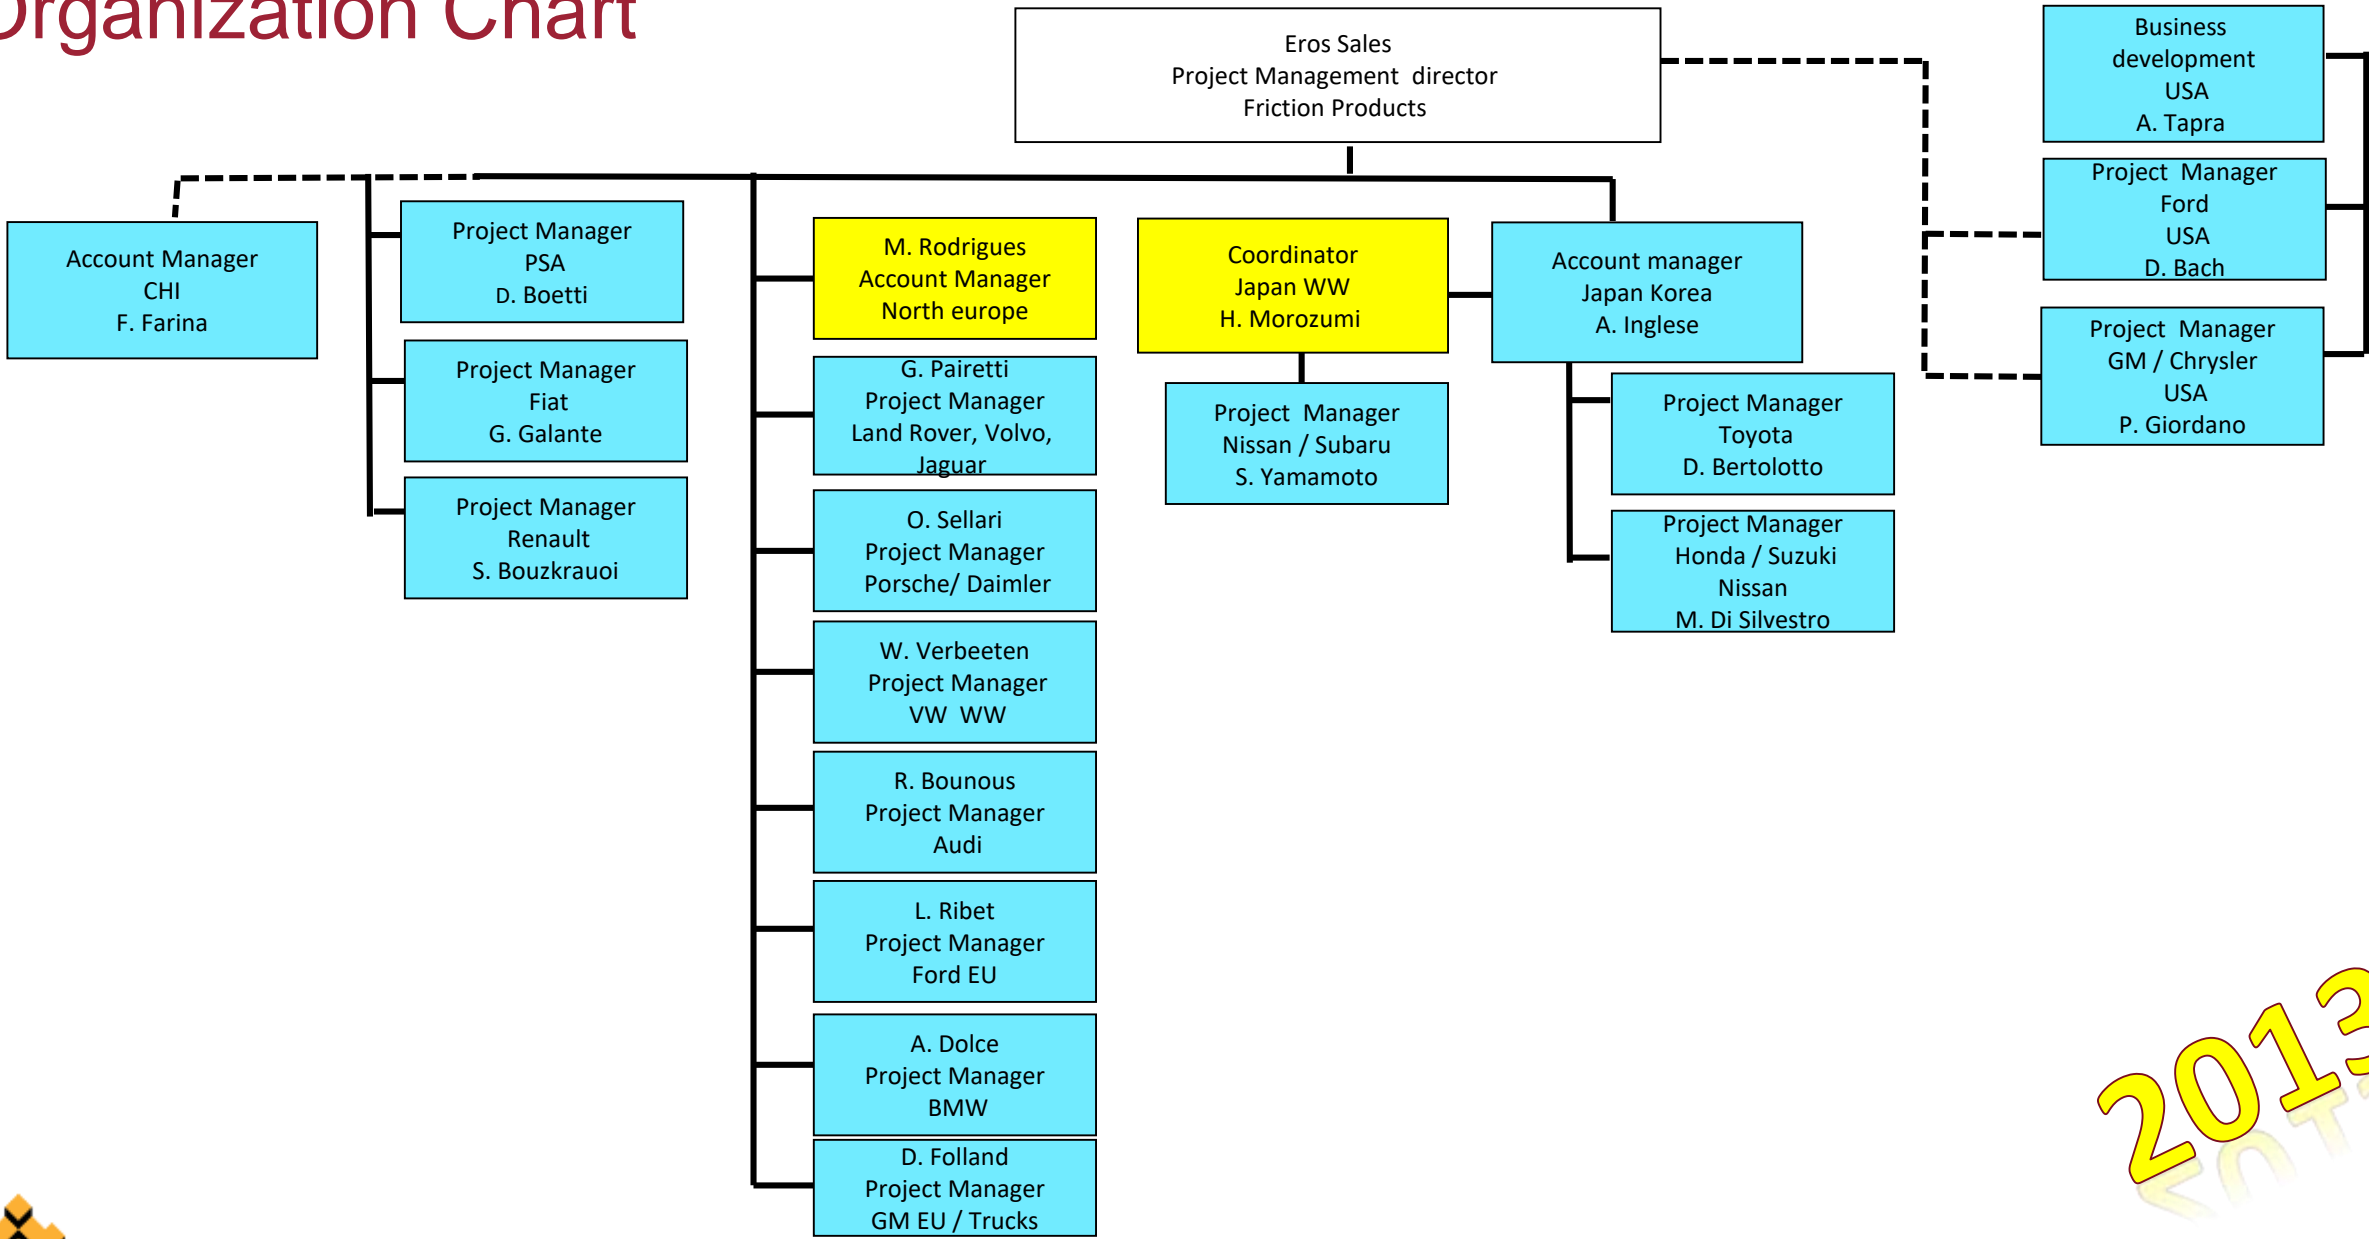 Organization Chart
Eros Sales
Project Management director
Friction Products
Business
development
USA
A. Tapra
Project Manager
Ford
USA
D. Bach
Project Manager
GM / Chrysler
USA
P. Giordano
Account Manager
CHI
F. Farina
Project Manager
PSA
D. Boetti
Project Manager
Fiat
G. Galante
Project Manager
Renault
S. Bouzkrauoi
M. Rodrigues
Account Manager
North europe
G. Pairetti
Project Manager
Land Rover, Volvo,
Jaguar
O. Sellari
Project Manager
Porsche/ Daimler
W. Verbeeten
Project Manager
VW WW
R. Bounous
Project Manager
Audi
L. Ribet
Project Manager
Ford EU
A. Dolce
Project Manager
BMW
D. Folland
Project Manager
GM EU / Trucks
Coordinator
Japan WW
H. Morozumi
Project Manager
Nissan / Subaru
S. Yamamoto
Account manager
Japan Korea
A. Inglese
Project Manager
Toyota
D. Bertolotto
Project Manager
Honda / Suzuki
Nissan
M. Di Silvestro
2013